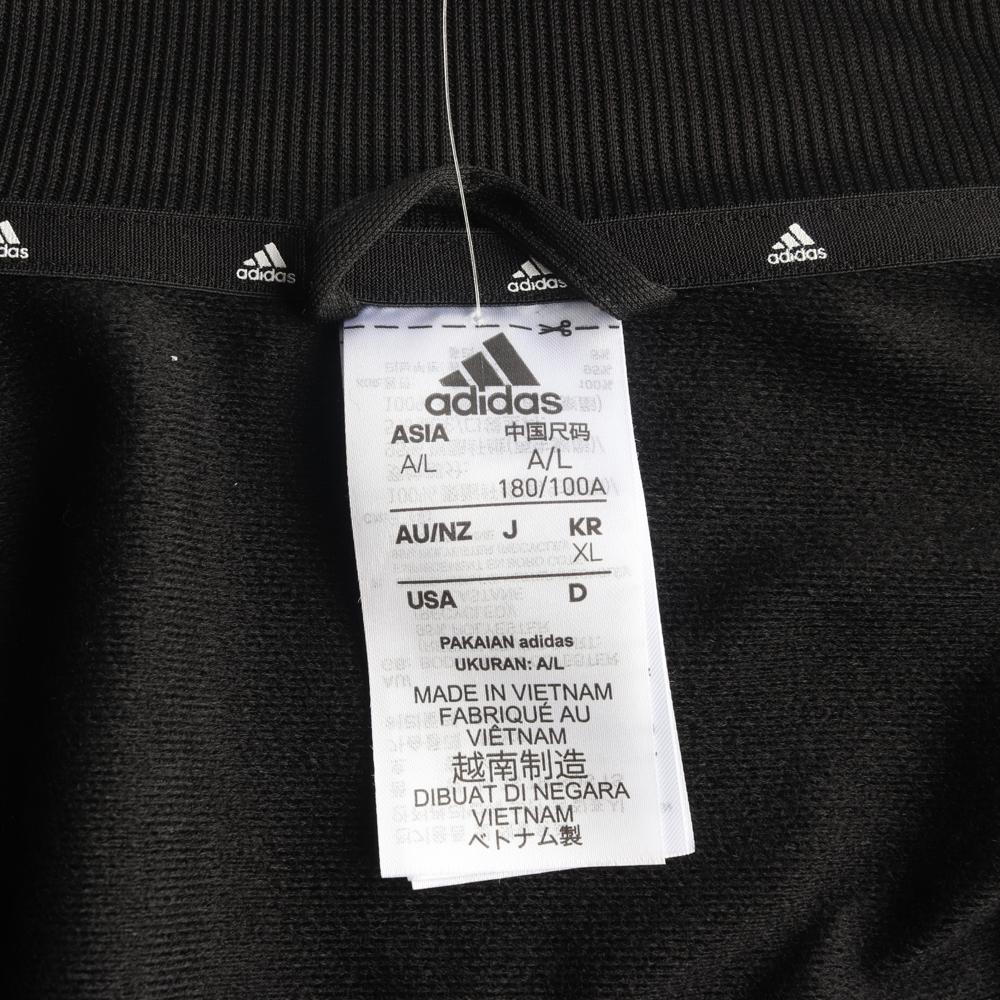 adidas
adidas
adidas
adidas
adidas
ASIA 中国尺码
A/L A/L
180/100A
AU/NZ J KR
XL
USA D
PAKAIAN adidas
UKURAN: A/L
MADE IN VIETNAM
FABRIQUÉ AU
VIÊTNAM
越南制造
DIBUAT DI NEGARA
VIETNAM
ベトナム製